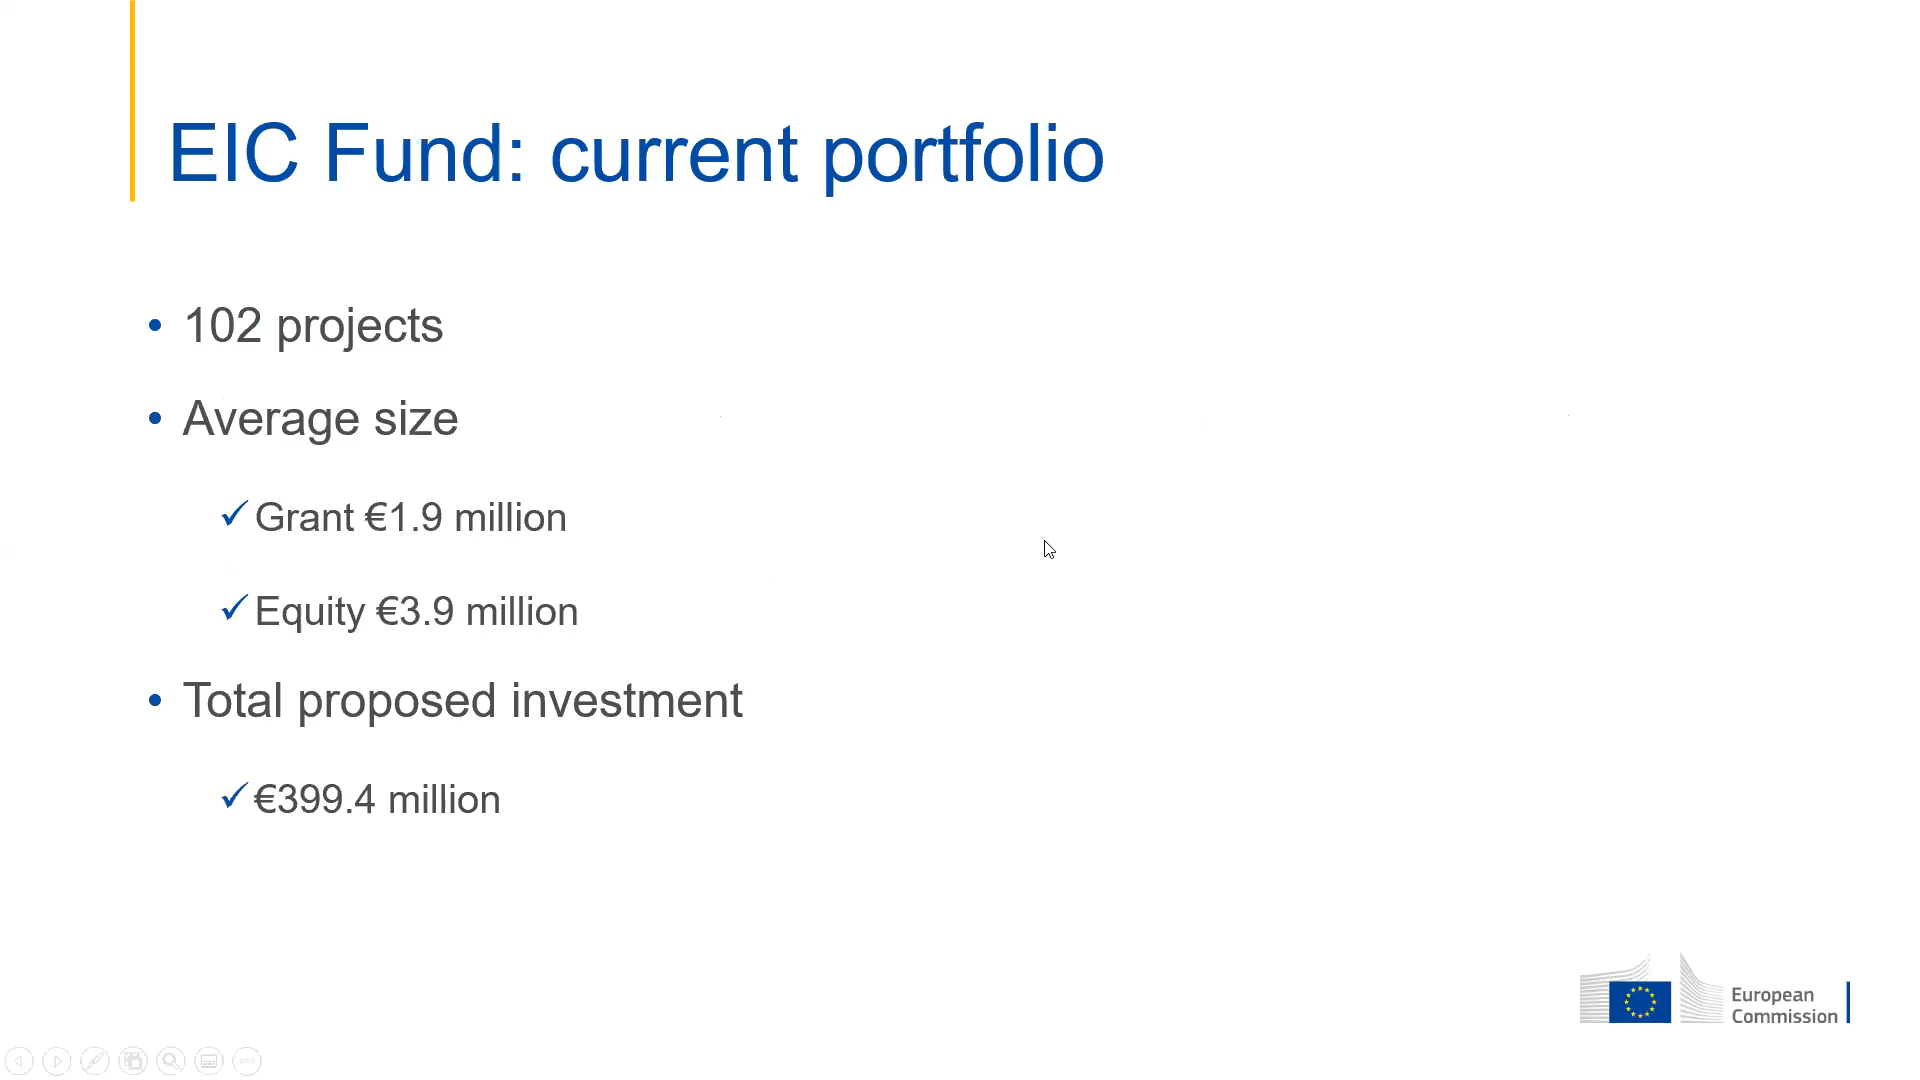 EIC Fund: current portfolio
• 102 projects
• Average size
✓ Grant €1.9 million
✓ Equity €3.9 million
• Total proposed investment
✓ €399.4 million
European
Commission